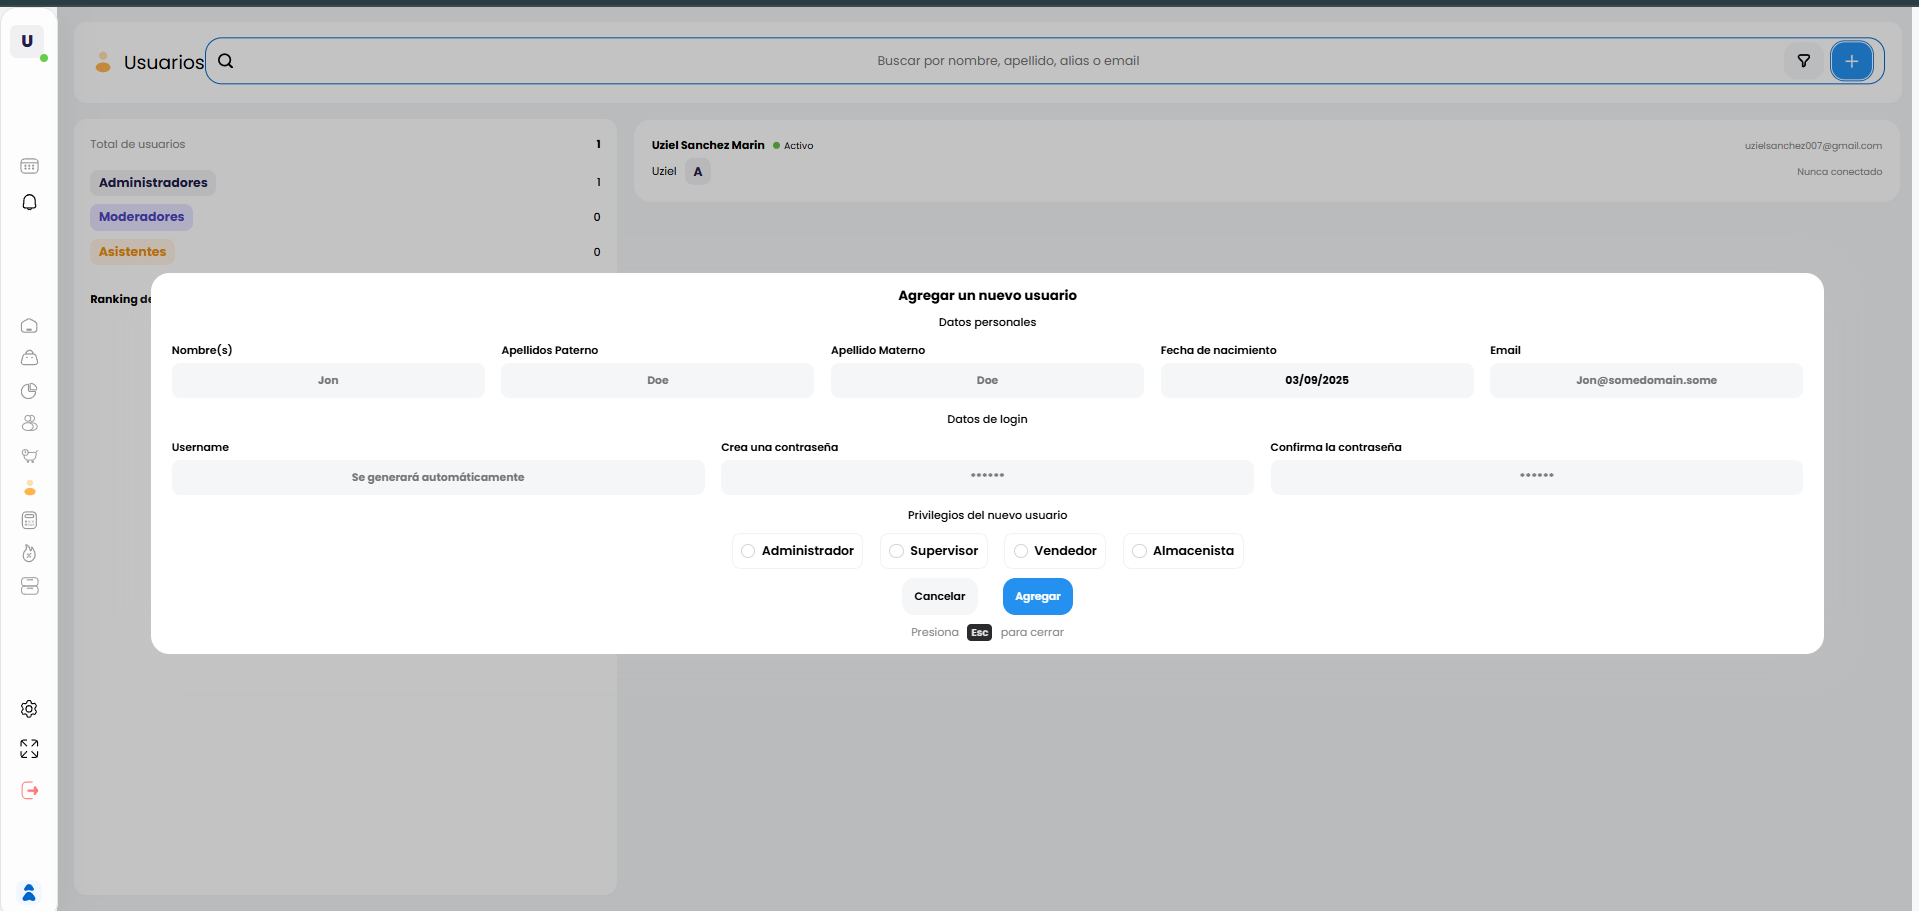 U
Usuarios
Buscar por nombre, apellido, alias o email
Total de usuarios 1
Administradores 1
Moderadores 0
Asistentes 0
Ranking de
Uziel Sanchez Marin Activo uzielsanchez007@gmail.com
Uziel A Nunca conectado
Agregar un nuevo usuario
Datos personales
Nombre(s) Apellidos Paterno Apellido Materno Fecha de nacimiento Email
Jon Doe Doe 03/09/2025 Jon@somedomain.some
Datos de login
Username Crea una contraseña Confirma la contraseña
Se generará automáticamente ****** ******
Privilegios del nuevo usuario
Administrador Supervisor Vendedor Almacenista
Cancelar Agregar
Presiona Esc para cerrar